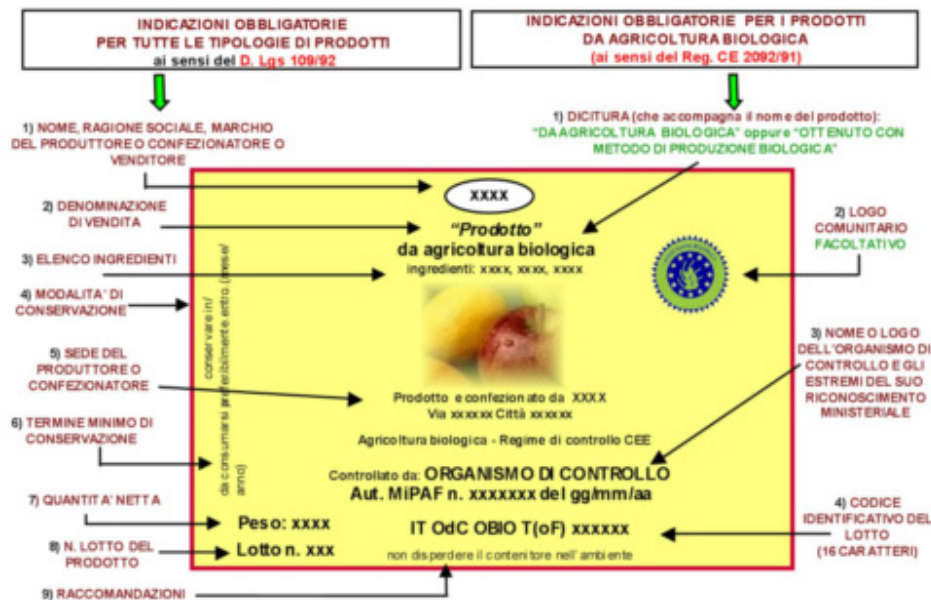 INDICAZIONI OBBLIGATORIE
PER TUTTE LE TIPOLOGIE DI PRODOTTI
ai sensi del D. Lgs 109/92
INDICAZIONI OBBLIGATORIE PER I PRODOTTI
DA AGRICOLTURA BIOLOGICA
(ai sensi del Reg. CE 2092/91)
1) NOME, RAGIONE SOCIALE, MARCHIO
DEL PRODUTTORE O CONFEZIONATORE O
VENDITORE
2) DENOMINAZIONE
DI VENDITA
3) ELENCO INGREDIENTI
4) MODALITA' DI
CONSERVAZIONE
5) SEDE DEL
PRODUTTORE O
CONFEZIONATORE
6) TERMINE MINIMO DI
CONSERVAZIONE
7) QUANTITA' NETTA
8) N. LOTTO DEL
PRODOTTO
9) RACCOMANDAZIONI
conservare in/
da consumarsi preferibilmente entro (mese/
anno)
xxxx
"Prodotto"
da agricoltura biologica
ingredienti: xxxx, xxxx, xxxx
Prodotto e confezionato da XXXX
Via xxxxxx Città xxxxxx
Agricoltura biologica - Regime di controllo CEE
Controllato da: ORGANISMO DI CONTROLLO
Aut. MiPAF n. xxxxxxx del gg/mm/aa
Peso: xxxx
IT OdC OBIO T(oF) xxxxxx
Lotto n. xxx
non disperdere il contenitore nell'ambiente
1) DICITURA (che accompagna il nome del prodotto):
"DA AGRICOLTURA BIOLOGICA" oppure "OTTENUTO CON
METODO DI PRODUZIONE BIOLOGICA"
2) LOGO
COMUNITARIO
FACOLTATIVO
3) NOME O LOGO
DELL'ORGANISMO DI
CONTROLLO E GLI
ESTREMI DEL SUO
RICONOSCIMENTO
MINISTERIALE
4) CODICE
IDENTIFICATIVO DEL
LOTTO
(16 CARATTERI)